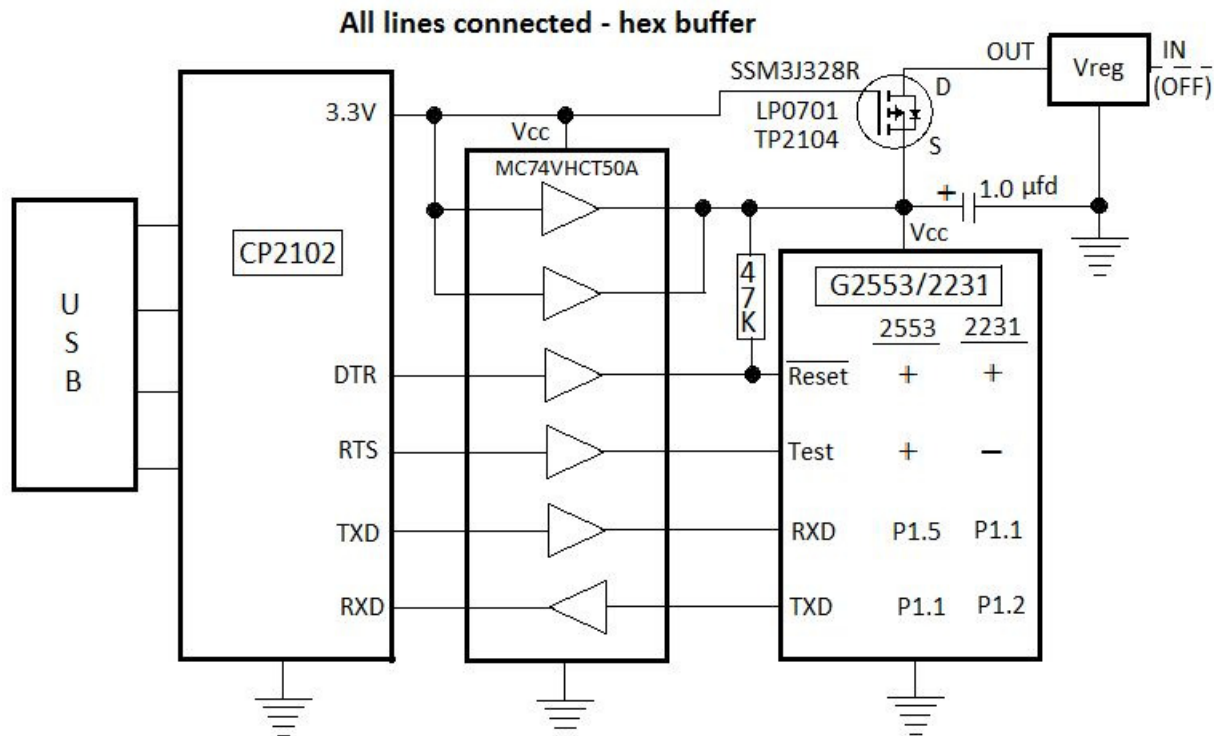 All lines connected - hex buffer
OUT
Vreg
IN
(OFF)
SSM3J328R
LP0701
TP2104
D
S
3.3V
Vcc
MC74VHCT50A
+
1.0 µfd
Vcc
CP2102
USB
47K
G2553/2231
2553 2231
DTR
Reset + +
RTS
Test + –
TXD
RXD P1.5 P1.1
RXD
TXD P1.1 P1.2